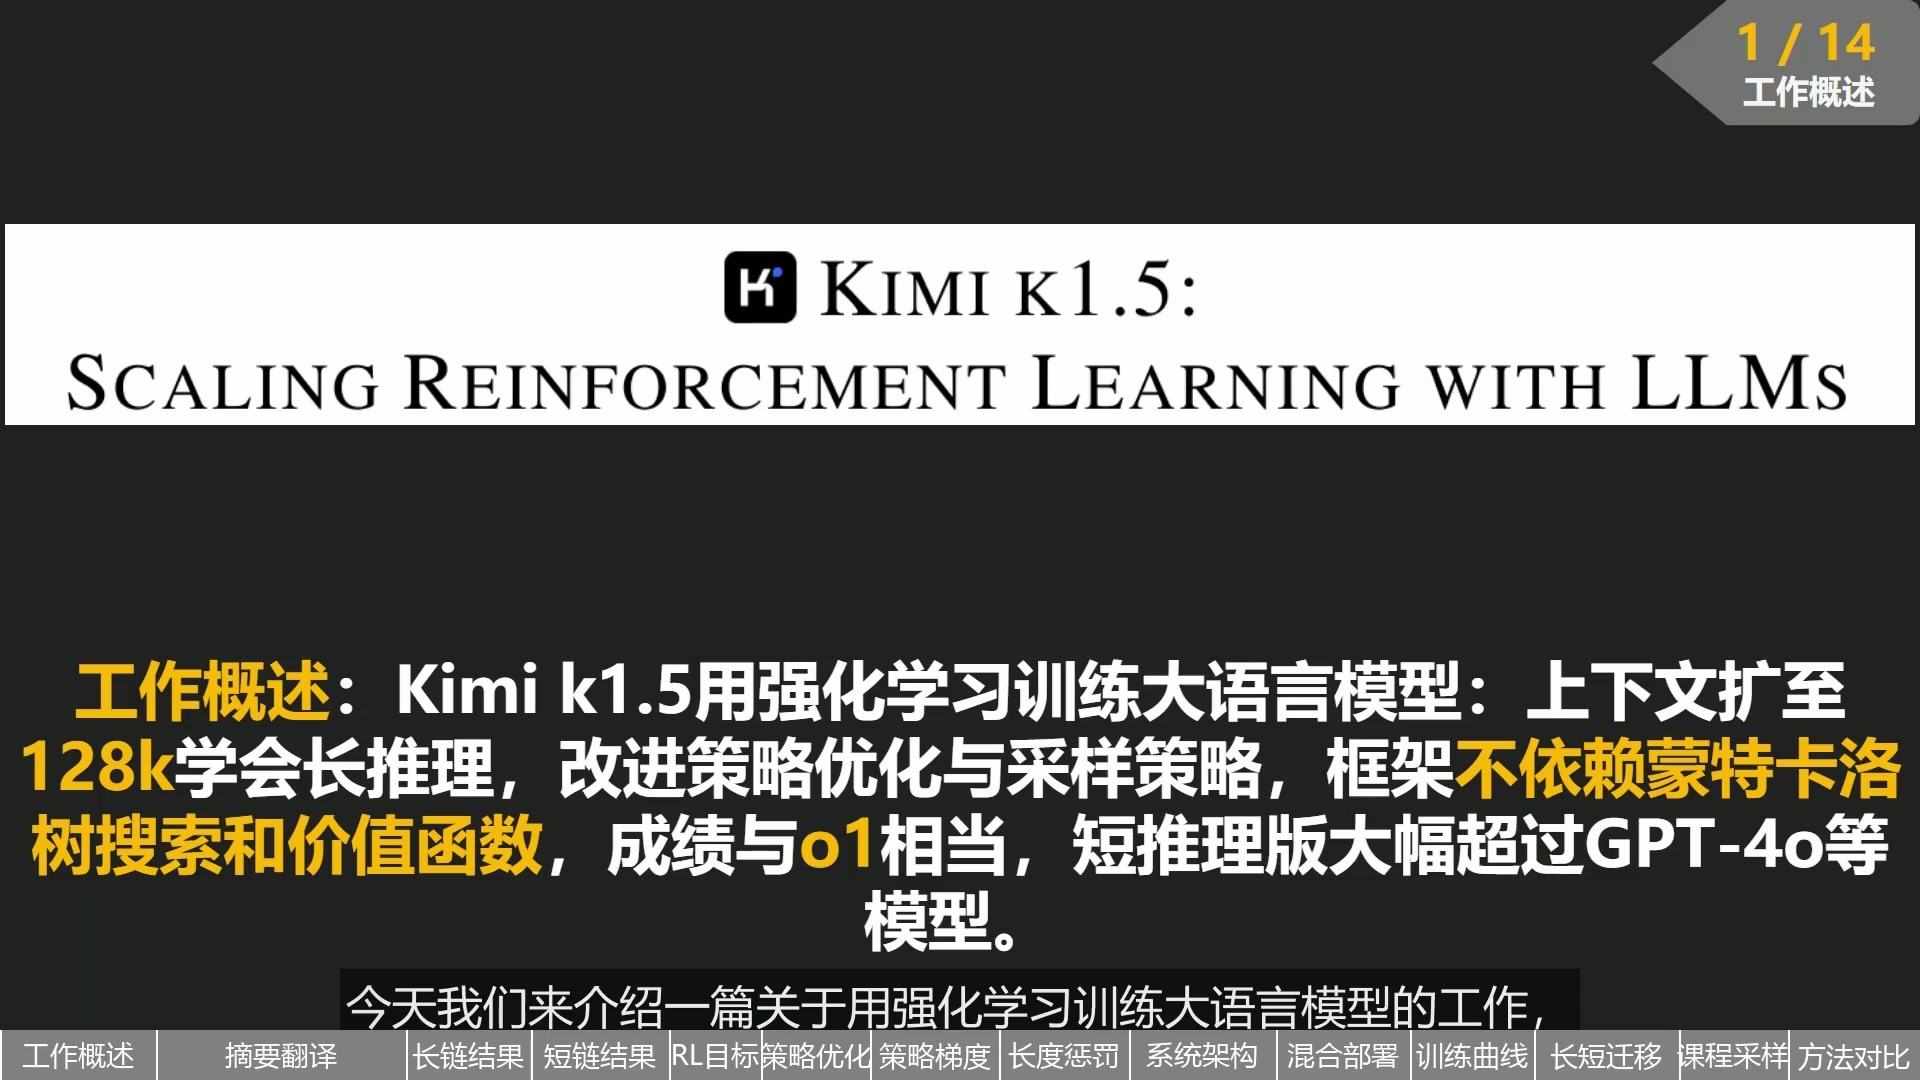 1 / 14
工作概述
KIMI K1.5:
SCALING REINFORCEMENT LEARNING WITH LLMS
工作概述：Kimi k1.5用强化学习训练大语言模型：上下文扩至
128k学会长推理，改进策略优化与采样策略，框架不依赖蒙特卡洛
树搜索和价值函数，成绩与o1相当，短推理版大幅超过GPT-4o等
模型。
今天我们来介绍一篇关于用强化学习训练大语言模型的工作，
工作概述 摘要翻译 长链结果 短链结果 RL目标 策略优化 策略梯度 长度惩罚 系统架构 混合部署 训练曲线 长短迁移 课程采样 方法对比